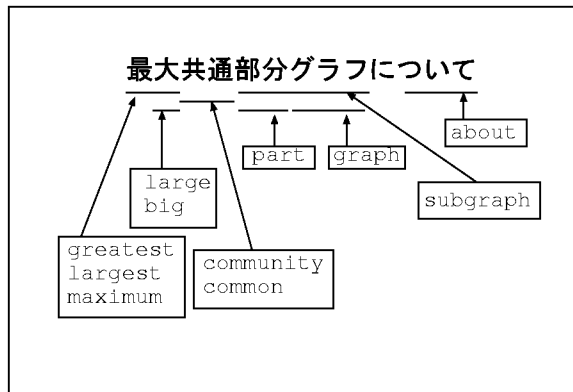 最大共通部分グラフについて
about
part
graph
large
big
subgraph
greatest
largest
maximum
community
common